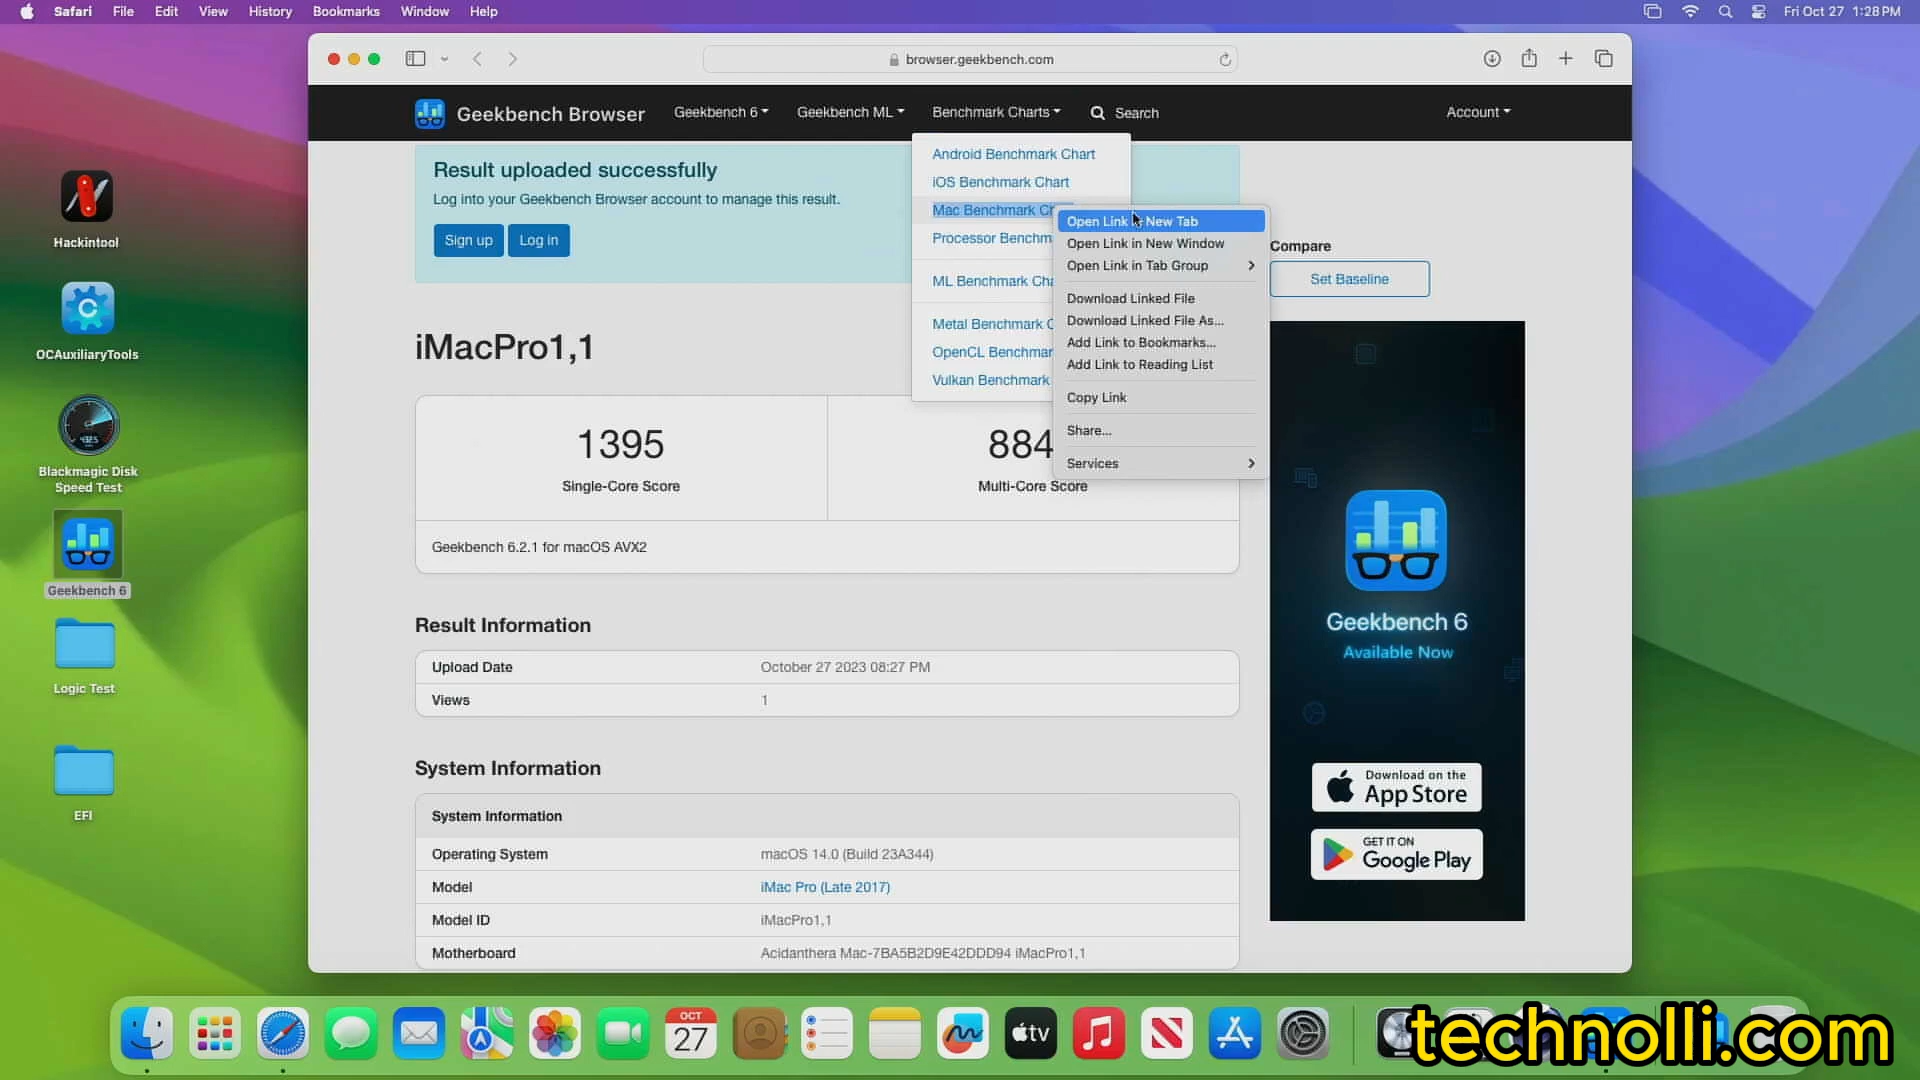 Safari File Edit View History Bookmarks Window Help
Fri Oct 27 1:28 PM
browser.geekbench.com
Geekbench Browser Geekbench 6 Geekbench ML Benchmark Charts Search Account
Result uploaded successfully
Log into your Geekbench Browser account to manage this result.
Sign up Log in
Android Benchmark Chart
iOS Benchmark Chart
Mac Benchmark
Processor
ML Benchmark
Metal Benchmark
OpenCL
Vulkan Benchmark
Open Link in New Tab
Open Link in New Window
Open Link in Tab Group
Download Linked File
Download Linked File As...
Add Link to Bookmarks...
Add Link to Reading List
Copy Link
Share...
Services
Compare
Set Baseline
iMacPro1,1
1395
Single-Core Score
884
Multi-Core Score
Geekbench 6.2.1 for macOS AVX2
Result Information
Upload Date October 27 2023 08:27 PM
Views 1
System Information
System Information
Operating System macOS 14.0 (Build 23A344)
Model iMac Pro (Late 2017)
Model ID iMacPro1,1
Motherboard Acidanthera Mac-7BA5B2D9E42DDD94 iMacPro1,1
Geekbench 6
Available Now
Download on the
App Store
GET IT ON
Google Play
Hackintool
OCAuxiliaryTools
Blackmagic Disk
Speed Test
Geekbench 6
Logic Test
EFI
OCT
27
tv
technolli.com